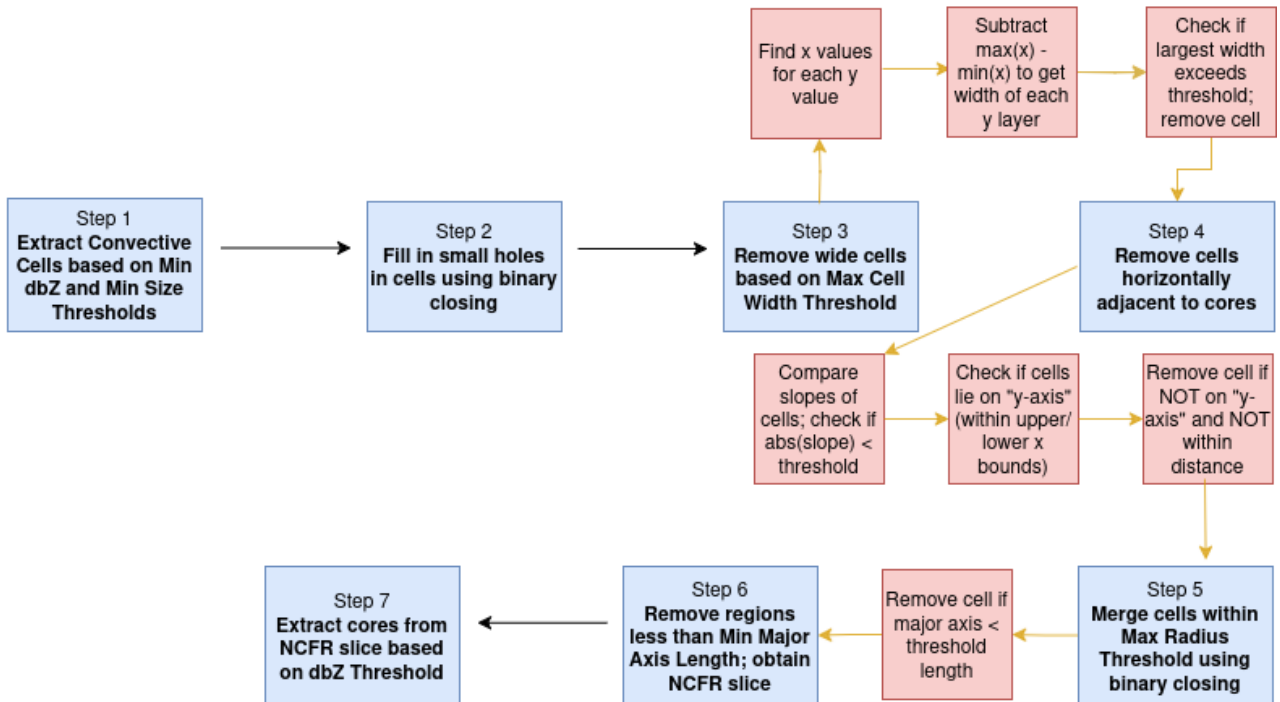 Step 1
Extract Convective
Cells based on Min
dbZ and Min Size
Thresholds
Step 2
Fill in small holes
in cells using binary
closing
Step 3
Remove wide cells
based on Max Cell
Width Threshold
Find x values
for each y
value
Subtract
max(x) -
min(x) to get
width of each
y layer
Check if
largest width
exceeds
threshold;
remove cell
Step 4
Remove cells
horizontally
adjacent to cores
Compare
slopes of
cells; check if
abs(slope) <
threshold
Check if cells
lie on "y-axis"
(within upper/
lower x
bounds)
Remove cell if
NOT on "y-
axis" and NOT
within
distance
Step 5
Merge cells within
Max Radius
Threshold using
binary closing
Remove cell if
major axis <
threshold
length
Step 6
Remove regions
less than Min Major
Axis Length; obtain
NCFR slice
Step 7
Extract cores from
NCFR slice based
on dbZ Threshold